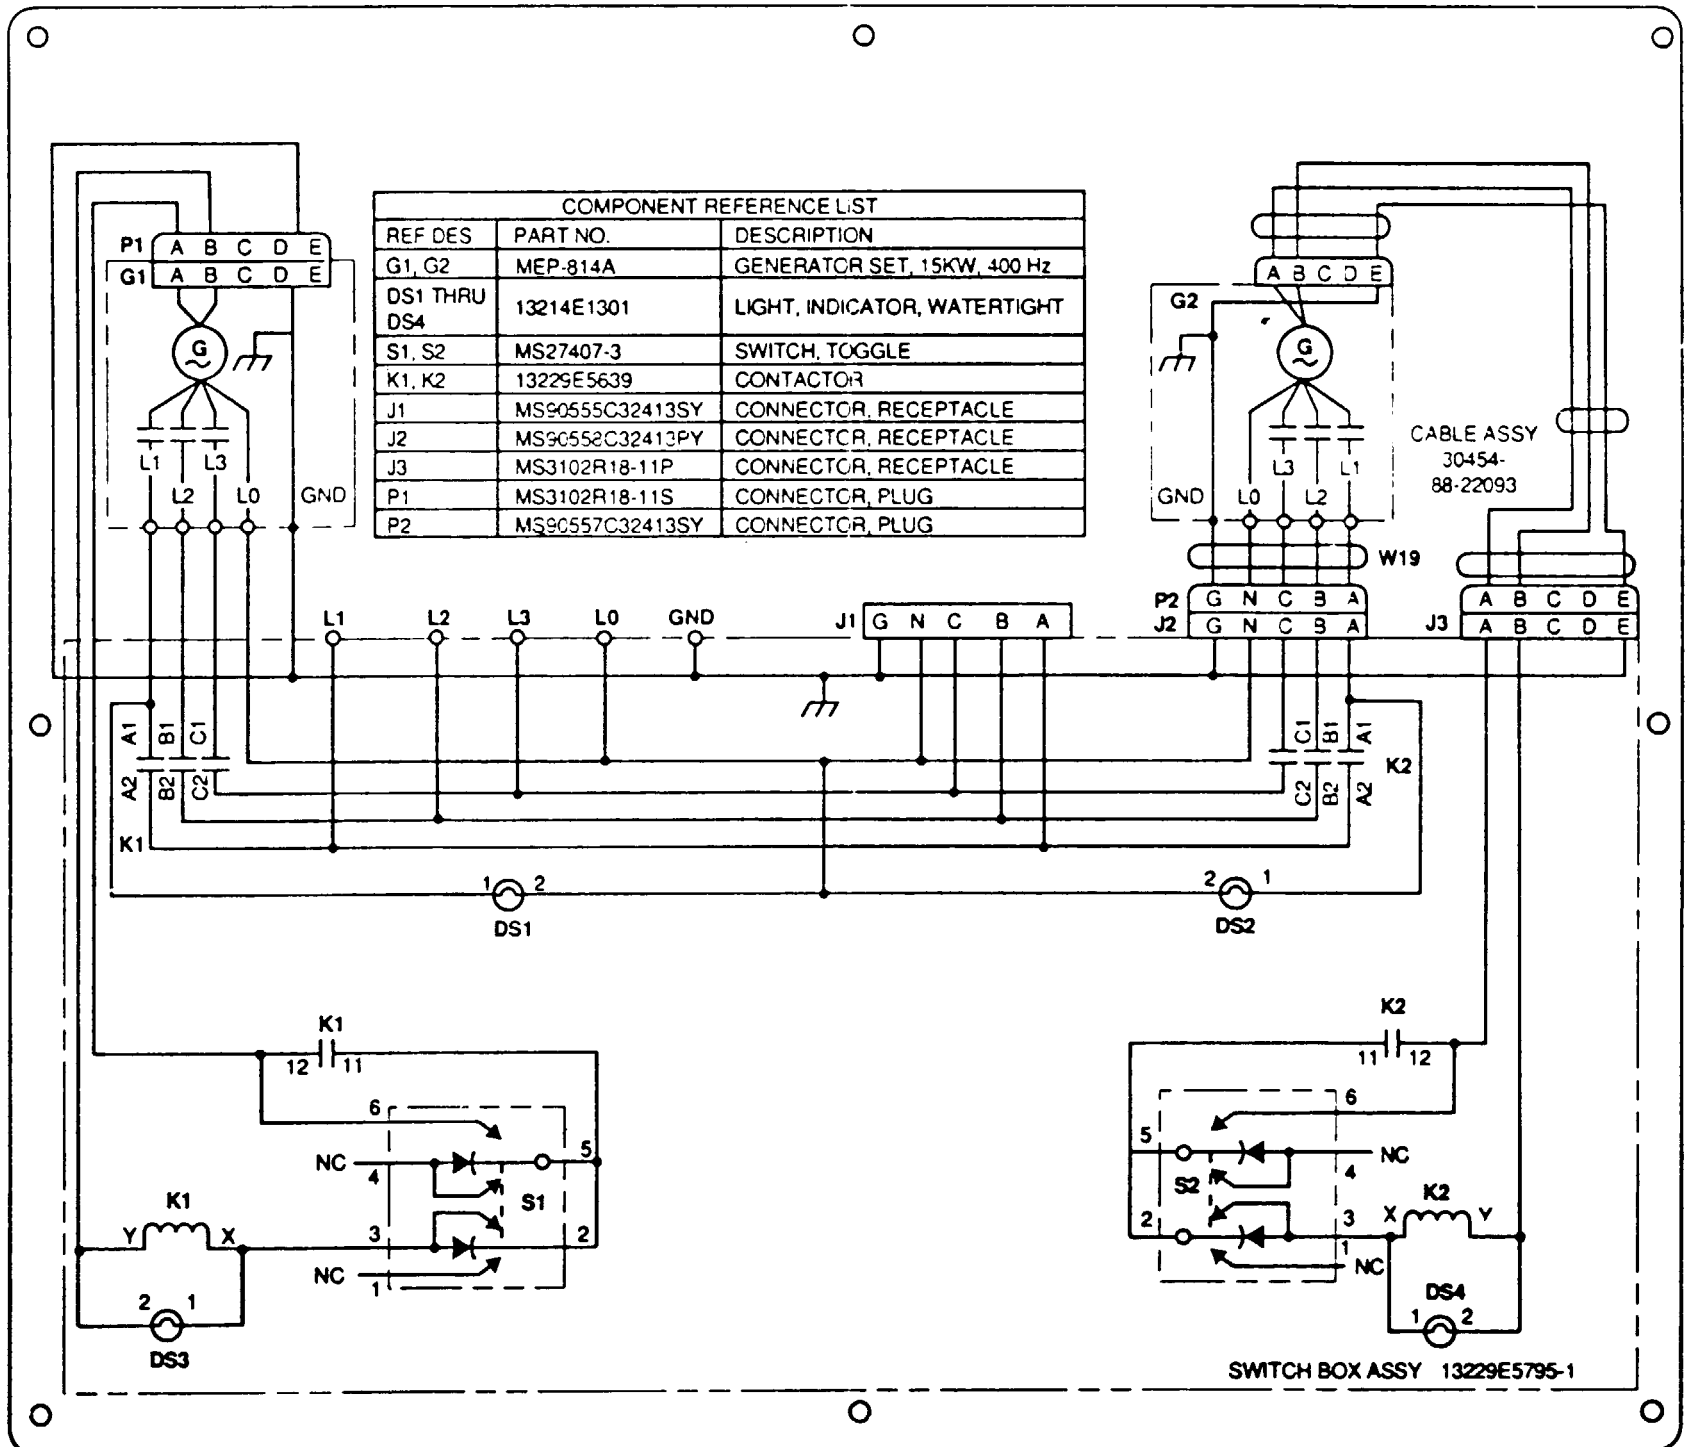 COMPONENT REFERENCE LIST
REF DES PART NO. DESCRIPTION
G1, G2 MEP-814A GENERATOR SET, 15KW, 400 Hz
DS1 THRU DS4 13214E1301 LIGHT, INDICATOR, WATERTIGHT
S1, S2 MS27407-3 SWITCH, TOGGLE
K1, K2 13229E5639 CONTACTOR
J1 MS90555C32413SY CONNECTOR, RECEPTACLE
J2 MS90558C32413PY CONNECTOR, RECEPTACLE
J3 MS3102R18-11P CONNECTOR, RECEPTACLE
P1 MS3102R18-11S CONNECTOR, PLUG
P2 MS90557C32413SY CONNECTOR, PLUG
P1 A B C D E
G1 A B C D E
G
L1 L3
L2 L0 GND
A B C D E
G2
G
L3 L1
GND L0 L2
CABLE ASSY
30454-
88-22093
W19
P2 G N C B A
J2 G N C B A
A B C D E
J3 A B C D E
L1 L2 L3 L0 GND
J1 G N C B A
A1 B1 C1
A2 B2 C2
K1
C1 B1 A1
C2 B2 A2
K2
1 2
DS1
2 1
DS2
K1
12 11
6
NC 4 5
S1
K1
Y X 3 2
NC 1
2 1
DS3
K2
11 12
6
5 NC
4
S2
K2
2 3 X Y
1 NC
DS4
1 2
SWITCH BOX ASSY 13229E5795-1